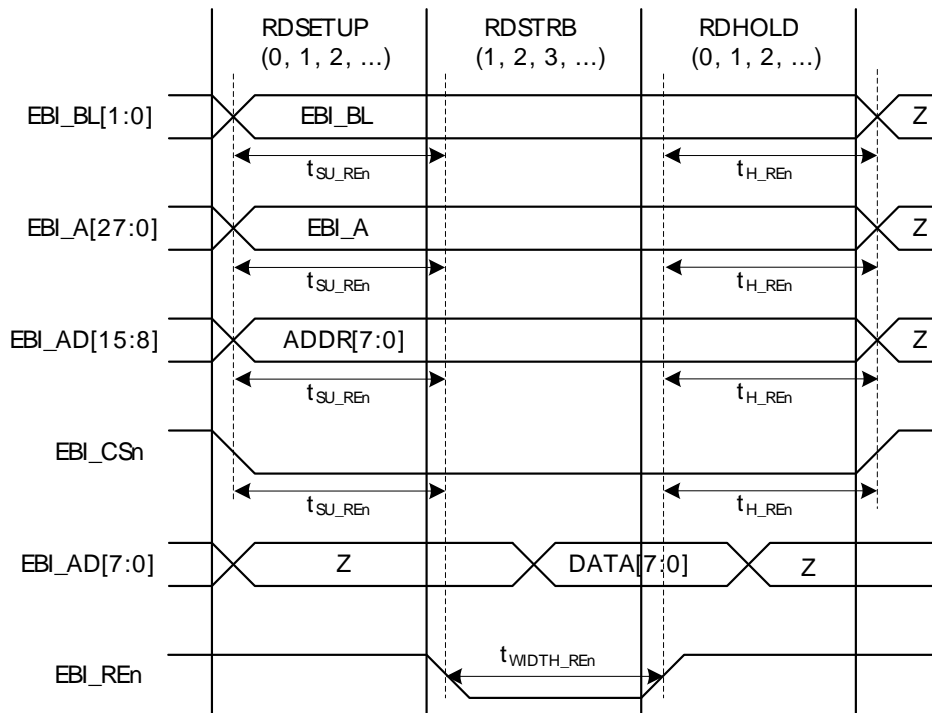 RDSETUP RDSTRB RDHOLD
(0, 1, 2, ...) (1, 2, 3, ...) (0, 1, 2, ...)
EBI_BL[1:0] EBI_BL Z
tSU_REn tH_REn
EBI_A[27:0] EBI_A Z
tSU_REn tH_REn
EBI_AD[15:8] ADDR[7:0] Z
tSU_REn tH_REn
EBI_CSn
tSU_REn tH_REn
EBI_AD[7:0] Z DATA[7:0] Z
tWIDTH_REn
EBI_REn